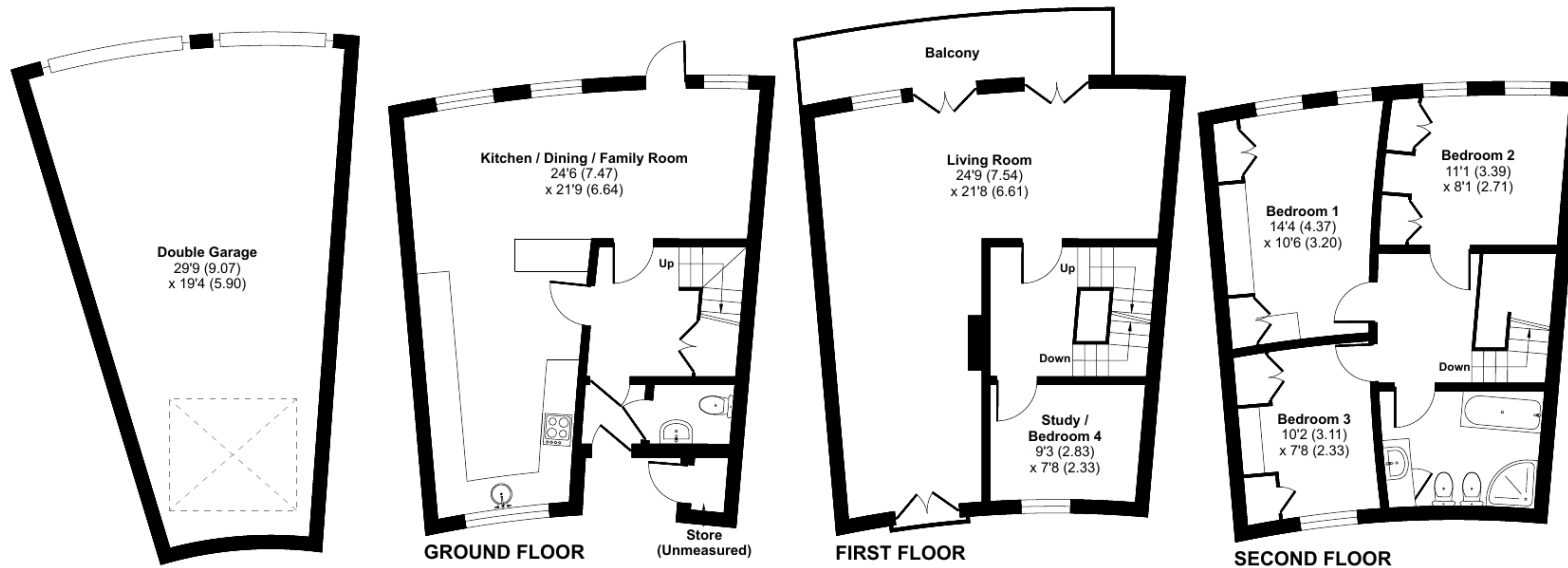 Double Garage
29'9 (9.07)
x 19'4 (5.90)
Kitchen / Dining / Family Room
24'6 (7.47)
x 21'9 (6.64)
Up
Store
(Unmeasured)
GROUND FLOOR
Balcony
Living Room
24'9 (7.54)
x 21'8 (6.61)
Up
Down
Study /
Bedroom 4
9'3 (2.83)
x 7'8 (2.33)
FIRST FLOOR
Bedroom 2
11'1 (3.39)
x 8'1 (2.71)
Bedroom 1
14'4 (4.37)
x 10'6 (3.20)
Down
Bedroom 3
10'2 (3.11)
x 7'8 (2.33)
SECOND FLOOR